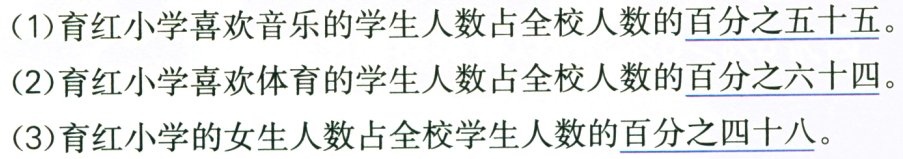 (1)育红小学喜欢音乐的学生人数占全校人数的百分之五十五。
(2)育红小学喜欢体育的学生人数占全校人数的百分之六十四。
(3)育红小学的女生人数占全校学生人数的百分之四十八。